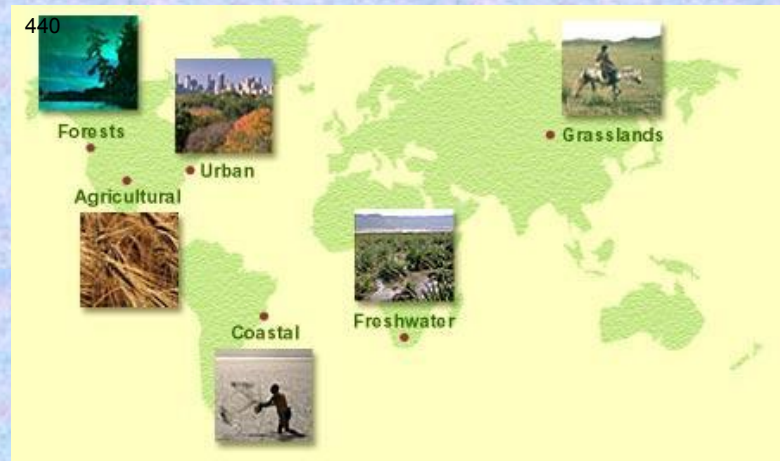 440
Forests
Urban
Grasslands
Agricultural
Coastal
Freshwater